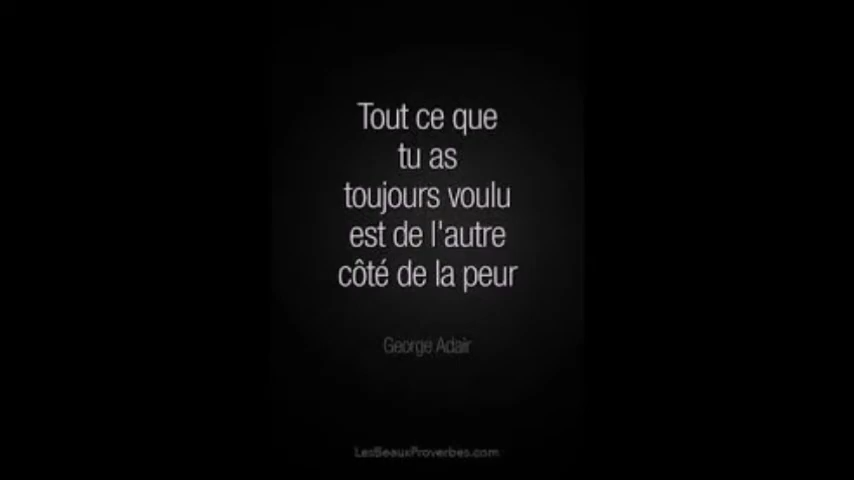 Tout ce que
tu as
toujours voulu
est de l'autre
côté de la peur
George Adair
LesBeauxProverbes.com